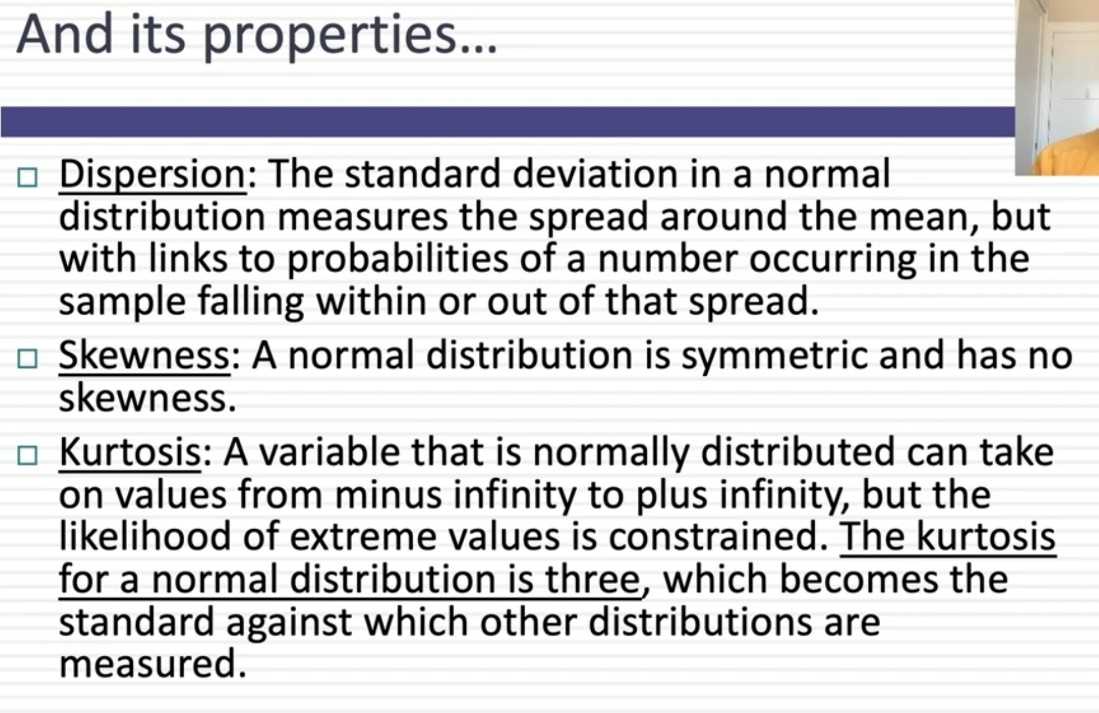 And its properties...
Dispersion: The standard deviation in a normal
distribution measures the spread around the mean, but
with links to probabilities of a number occurring in the
sample falling within or out of that spread.
Skewness: A normal distribution is symmetric and has no
skewness.
Kurtosis: A variable that is normally distributed can take
on values from minus infinity to plus infinity, but the
likelihood of extreme values is constrained. The kurtosis
for a normal distribution is three, which becomes the
standard against which other distributions are
measured.